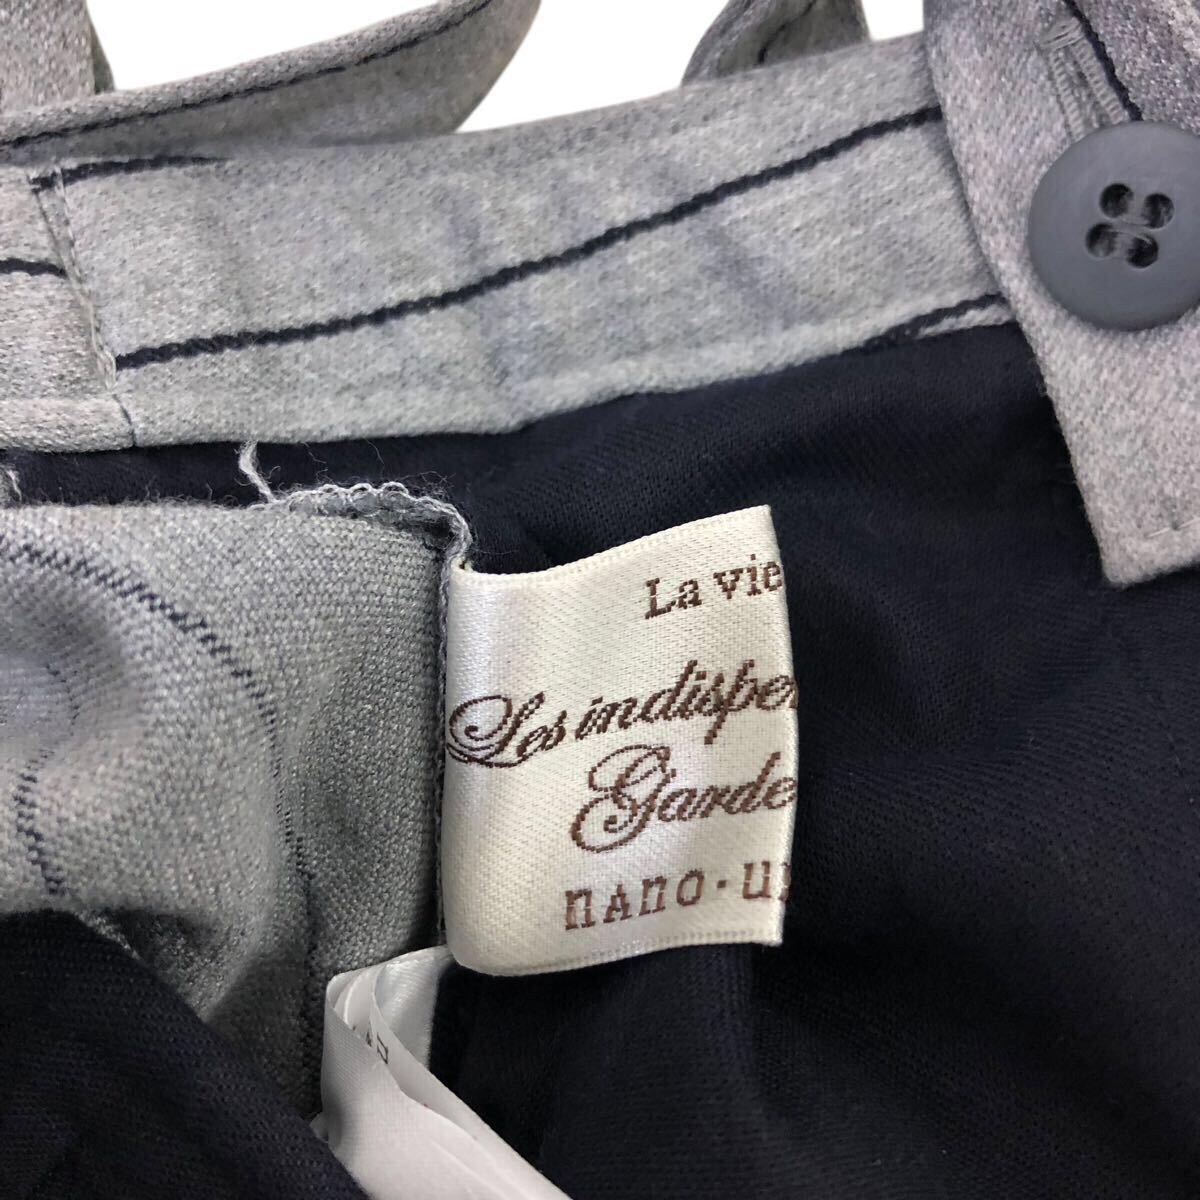 La vie
Les indispen
Garde
nano・u